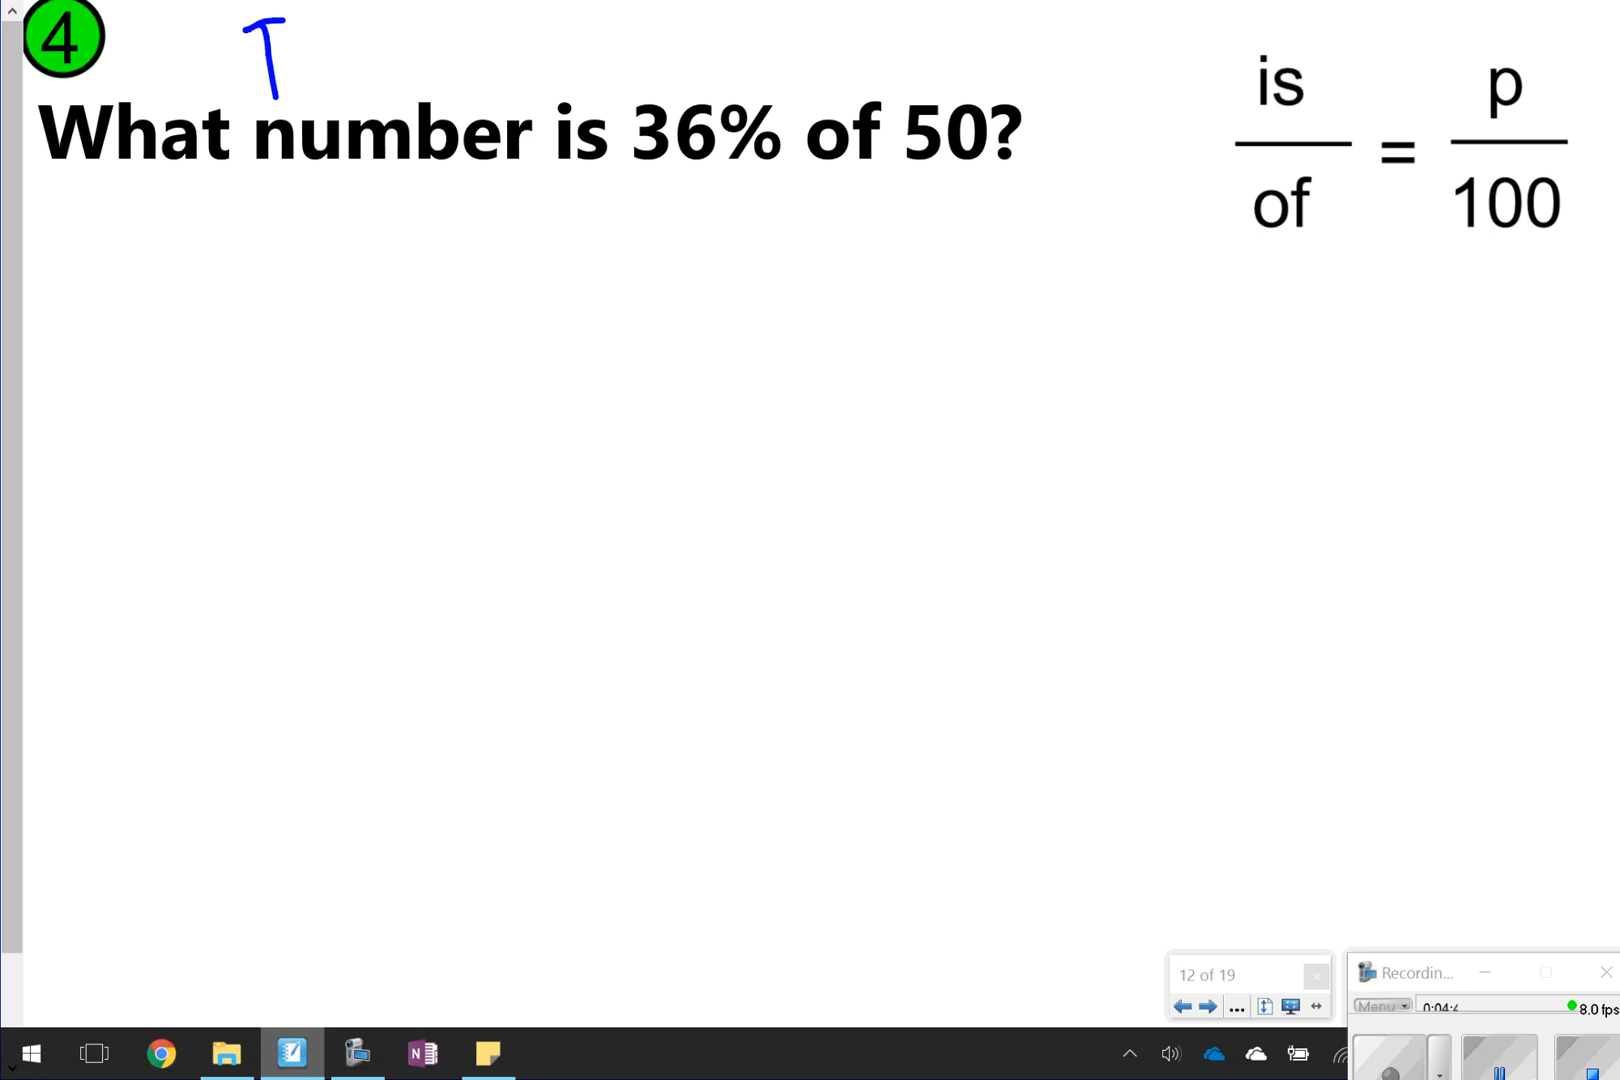 4
T
What number is 36% of 50?
is
of
=
p
100
12 of 19
...
Recordin...
Menu
8.0 fps
N